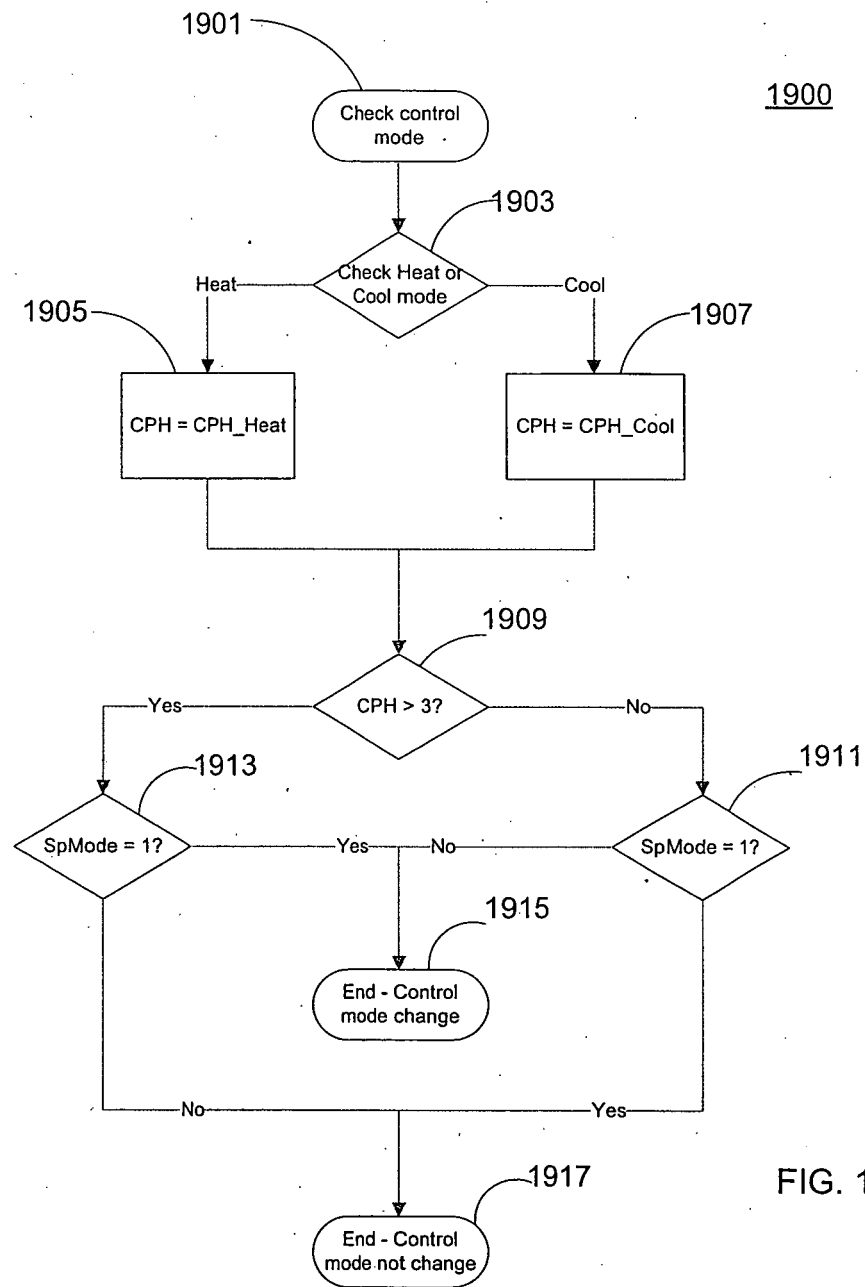 1901
1900
Check control
mode
1903
Check Heat or
Cool mode
Heat
Cool
1905
1907
CPH = CPH_Heat
CPH = CPH_Cool
1909
CPH > 3?
Yes
No
1913
1911
SpMode = 1?
Yes
No
SpMode = 1?
1915
End - Control
mode change
No
Yes
1917
End - Control
mode not change
FIG. 1